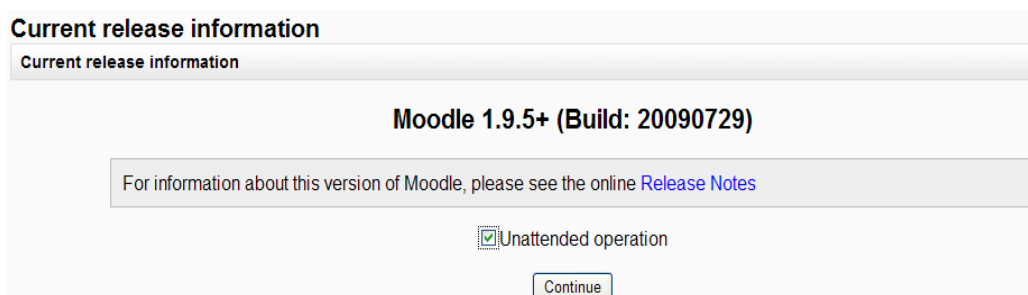 Current release information
Current release information
Moodle 1.9.5+ (Build: 20090729)
For information about this version of Moodle, please see the online Release Notes
Unattended operation
Continue